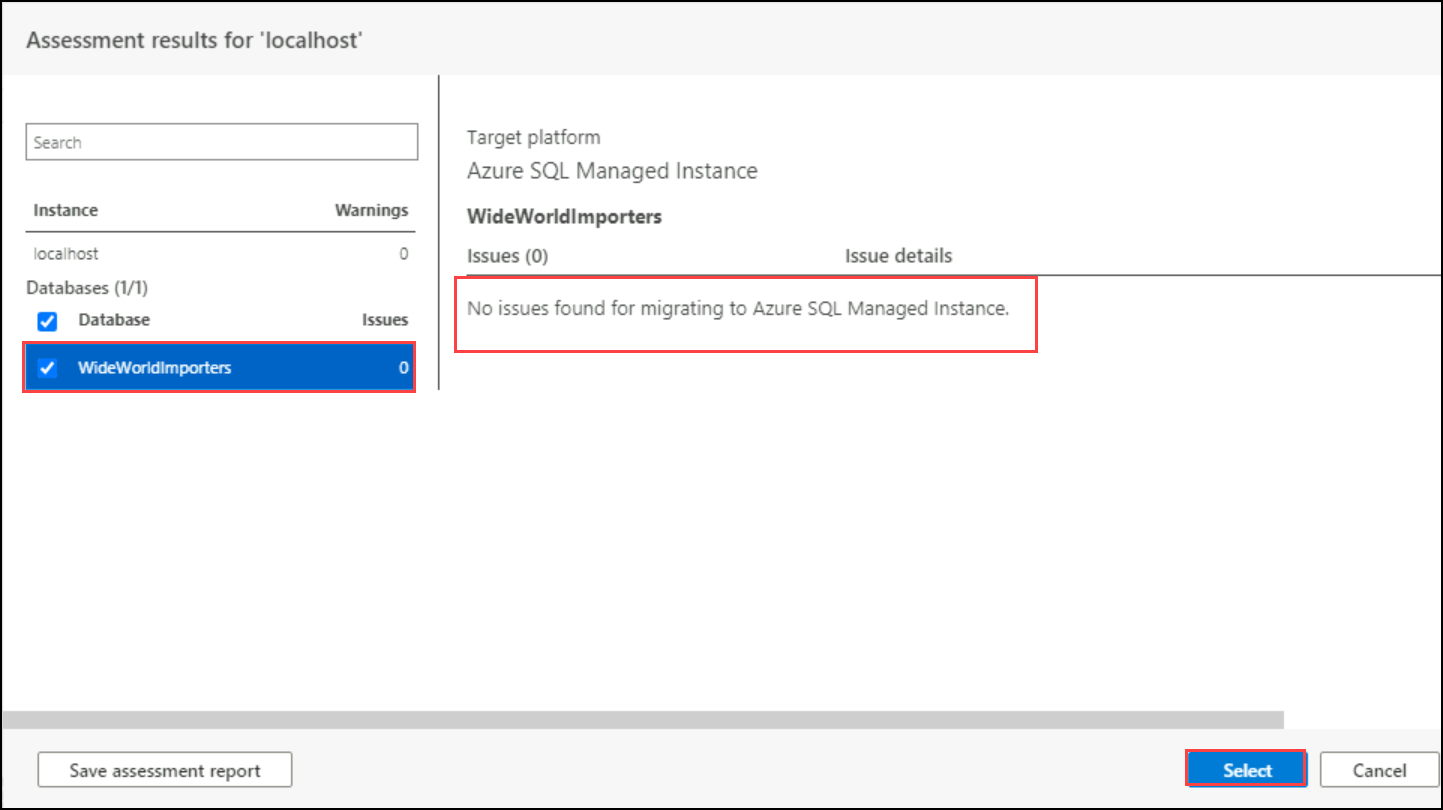 Assessment results for 'localhost'
Search
Instance Warnings
localhost 0
Databases (1/1)
Database Issues
WideWorldImporters 0
Target platform
Azure SQL Managed Instance
WideWorldImporters
Issues (0) Issue details
No issues found for migrating to Azure SQL Managed Instance.
Save assessment report
Select
Cancel